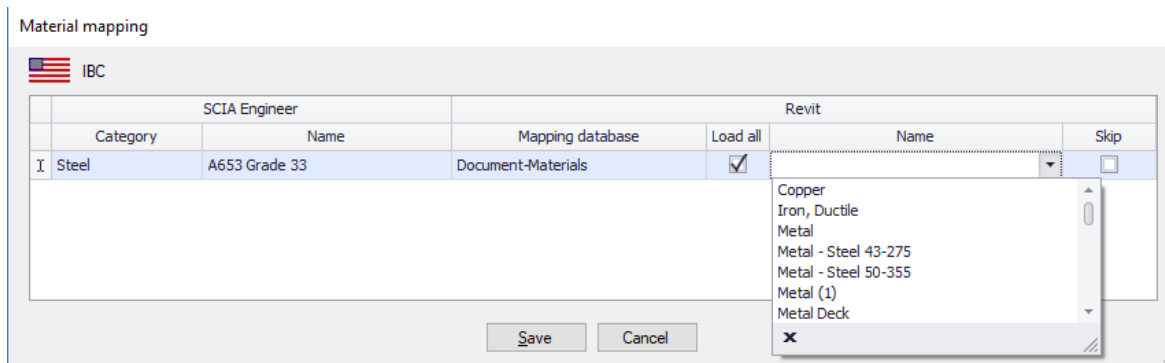 Material mapping
IBC
SCIA Engineer Revit
Category Name Mapping database Load all Name Skip
Steel A653 Grade 33 Document-Materials
Copper
Iron, Ductile
Metal
Metal - Steel 43-275
Metal - Steel 50-355
Metal (1)
Metal Deck
Save Cancel